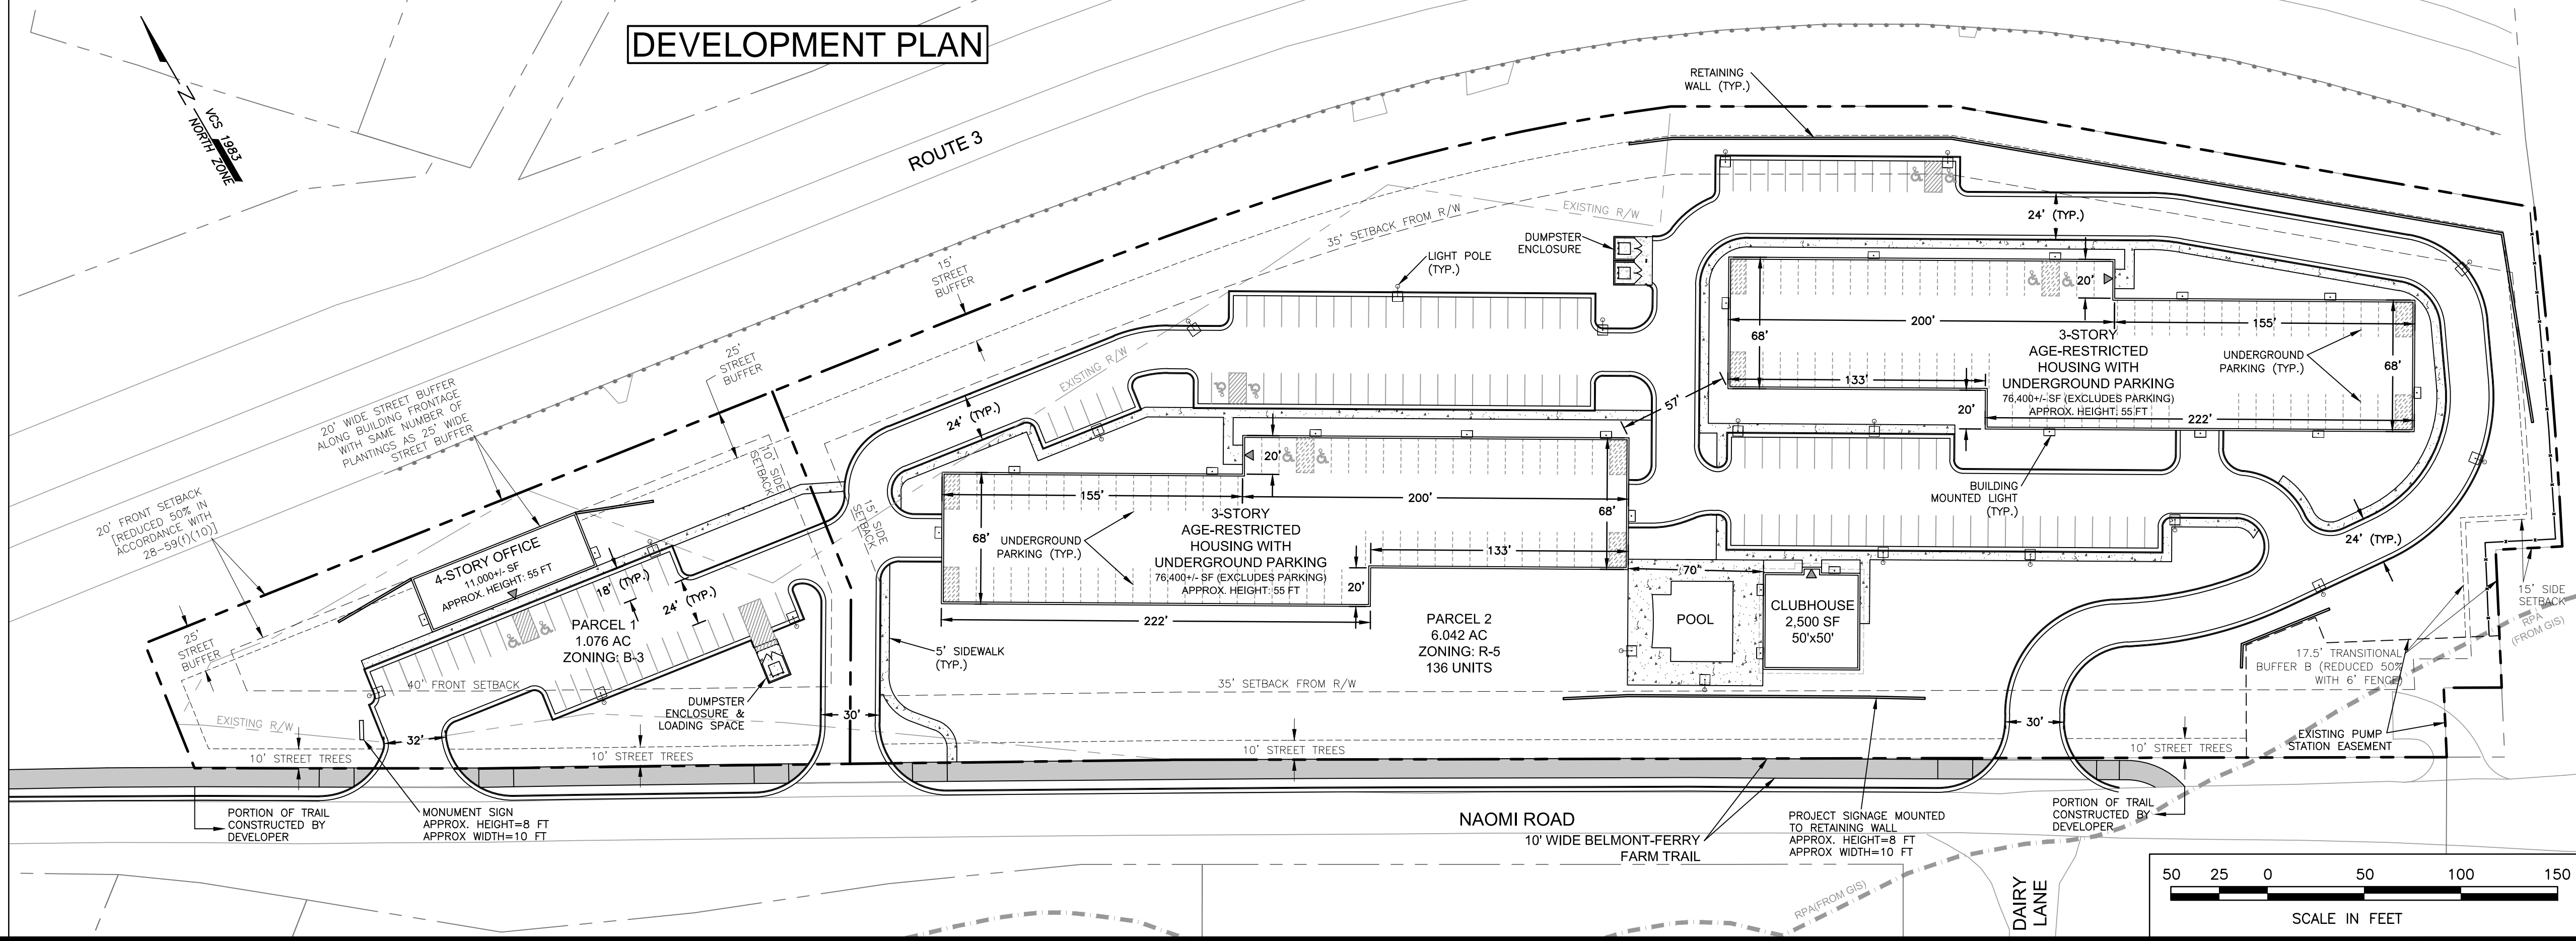 DEVELOPMENT PLAN
N
VCS 1983
NORTH ZONE
ROUTE 3
RETAINING
WALL (TYP.)
20' WIDE STREET BUFFER
ALONG BUILDING FRONTAGE
WITH SAME NUMBER OF
PLANTINGS AS 25' WIDE
STREET BUFFER
20' FRONT SETBACK
[REDUCED 50% IN
ACCORDANCE WITH
28-59(f)(10)]
25'
STREET
BUFFER
25'
STREET
BUFFER
15'
STREET
BUFFER
35' SETBACK FROM R/W
EXISTING R/W
EXISTING R/W
LIGHT POLE
(TYP.)
DUMPSTER
ENCLOSURE
24' (TYP.)
24' (TYP.)
10' SIDE
SETBACK
15' SIDE
SETBACK
4-STORY OFFICE
11,000+/- SF
APPROX. HEIGHT: 55 FT
18' (TYP.)
24' (TYP.)
PARCEL 1
1.076 AC
ZONING: B-3
40' FRONT SETBACK
EXISTING R/W
DUMPSTER
ENCLOSURE &
LOADING SPACE
32'
30'
10' STREET TREES
10' STREET TREES
PORTION OF TRAIL
CONSTRUCTED BY
DEVELOPER
MONUMENT SIGN
APPROX. HEIGHT=8 FT
APPROX WIDTH=10 FT
20'
155'
200'
68'
68'
3-STORY
AGE-RESTRICTED
HOUSING WITH
UNDERGROUND PARKING
76,400+/- SF (EXCLUDES PARKING)
APPROX. HEIGHT: 55 FT
UNDERGROUND
PARKING (TYP.)
133'
20'
222'
5' SIDEWALK
(TYP.)
PARCEL 2
6.042 AC
ZONING: R-5
136 UNITS
35' SETBACK FROM R/W
10' STREET TREES
57'
70'
POOL
CLUBHOUSE
2,500 SF
50'x50'
20'
200'
155'
68'
68'
3-STORY
AGE-RESTRICTED
HOUSING WITH
UNDERGROUND PARKING
76,400+/- SF (EXCLUDES PARKING)
APPROX. HEIGHT: 55 FT
UNDERGROUND
PARKING (TYP.)
133'
20'
222'
BUILDING
MOUNTED LIGHT
(TYP.)
24' (TYP.)
15' SIDE
SETBACK
RPA
(FROM GIS)
17.5' TRANSITIONAL
BUFFER B (REDUCED 50%
WITH 6' FENCE)
EXISTING PUMP
STATION EASEMENT
30'
10' STREET TREES
NAOMI ROAD
10' WIDE BELMONT-FERRY
FARM TRAIL
PROJECT SIGNAGE MOUNTED
TO RETAINING WALL
APPROX. HEIGHT=8 FT
APPROX WIDTH=10 FT
PORTION OF TRAIL
CONSTRUCTED BY
DEVELOPER
RPA(FROM GIS)
DAIRY
LANE
50 25 0 50 100 150
SCALE IN FEET